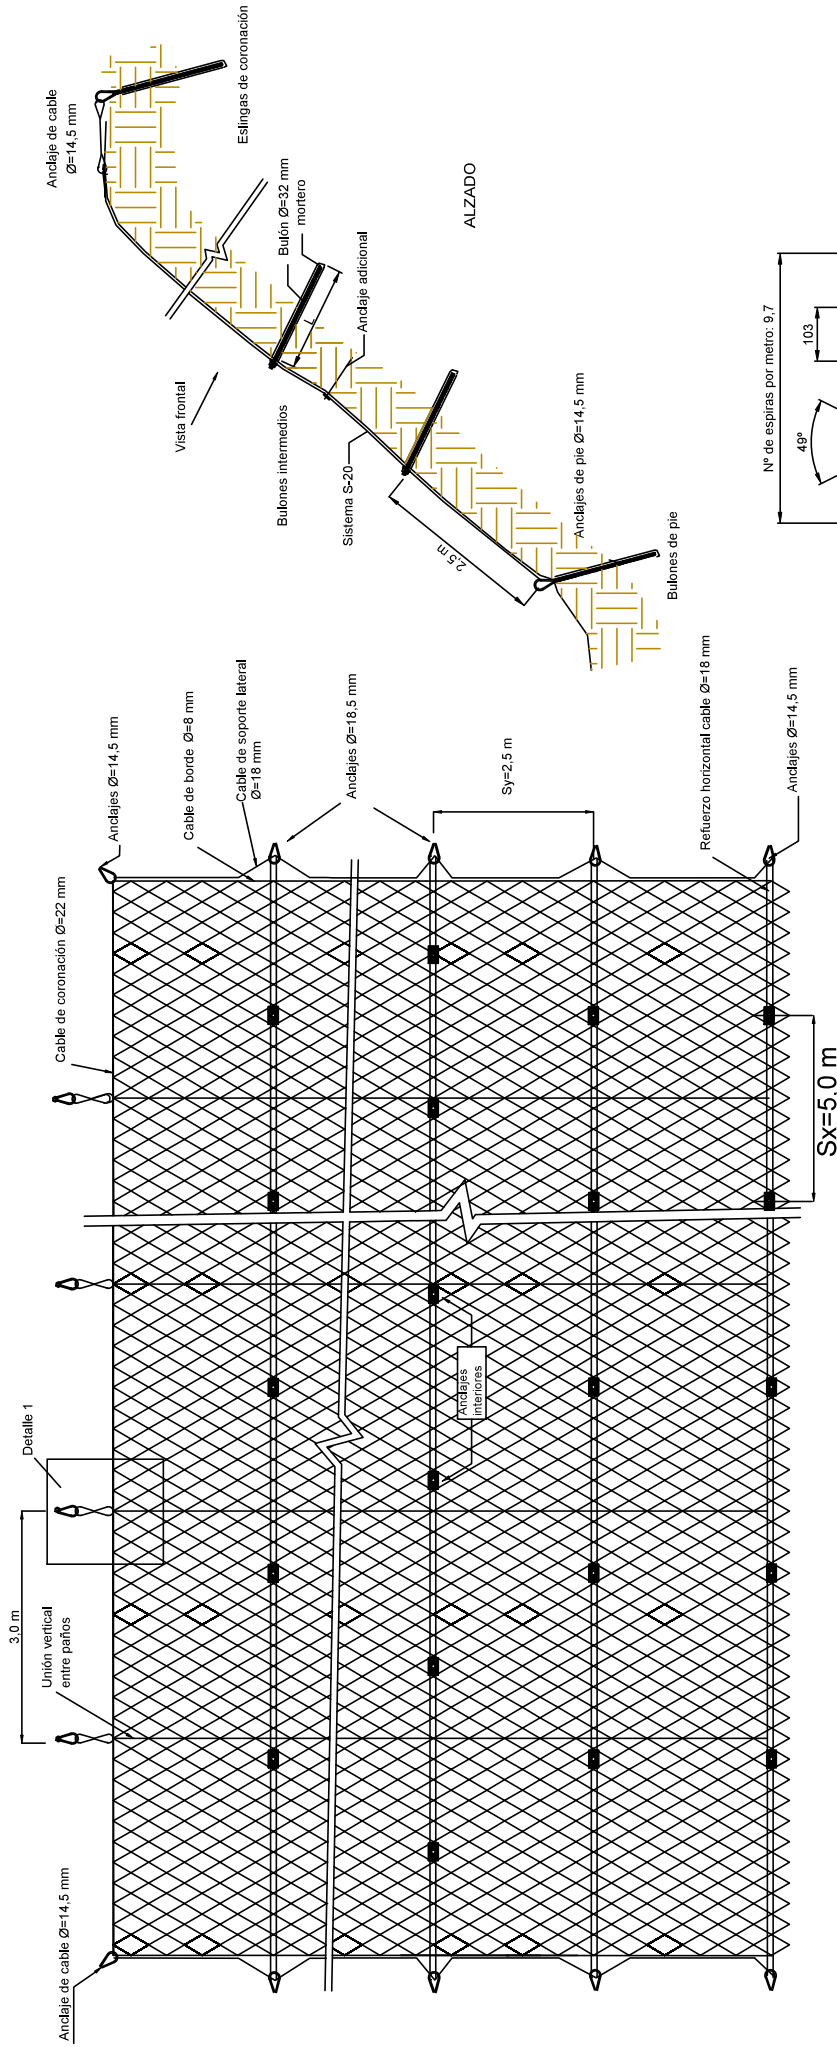 Anclaje de cable
Ø=14,5 mm
Eslingas de coronación
Bulón Ø=32 mm
mortero
L
Anclaje adicional
ALZADO
Vista frontal
Bulones intermedios
Sistema S-20
2,5 m
Anclajes de pie Ø=14,5 mm
Bulones de pie
Nº de espiras por metro: 9,7
103
49º
Anclajes Ø=14,5 mm
Cable de borde Ø=8 mm
Cable de soporte lateral
Ø=18 mm
Anclajes Ø=18,5 mm
Sy=2,5 m
Refuerzo horizontal cable Ø=18 mm
Anclajes Ø=14,5 mm
Cable de coronación Ø=22 mm
Sx=5.0 m
Anclajes
interiores
Detalle 1
3,0 m
Unión vertical
entre paños
Anclaje de cable Ø=14,5 mm